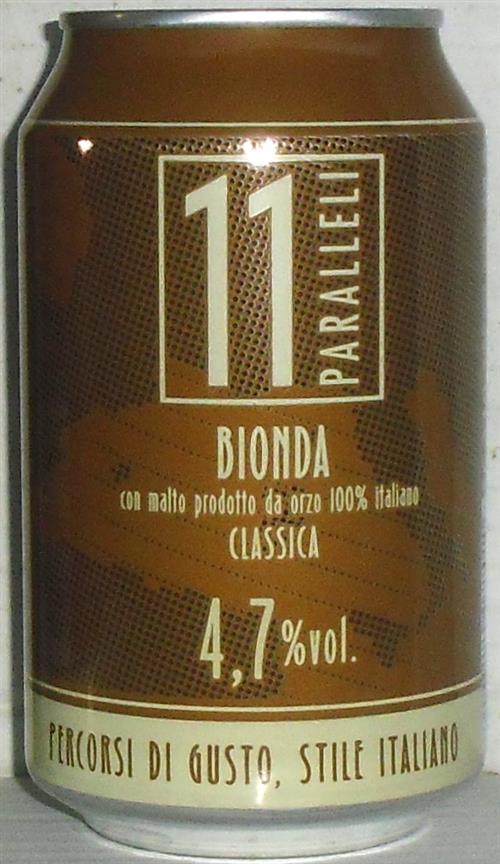 11
PARALLELI
BIONDA
con malto prodotto da orzo 100% italiano
CLASSICA
4,7%vol.
PERCORSI DI GUSTO, STILE ITALIANO